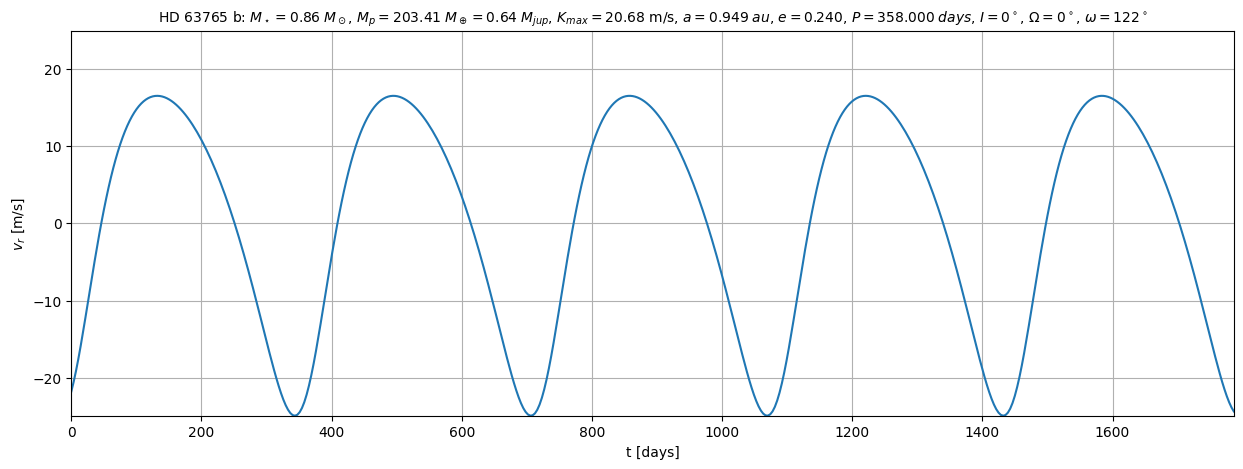 HD 63765 b: M⋆ = 0.86 M⊙, Mp = 203.41 M⊕ = 0.64 Mjup, Kmax = 20.68 m/s, a = 0.949 au, e = 0.240, P = 358.000 days, I = 0°, Ω = 0°, ω = 122°
20
10
0
−10
−20
vr [m/s]
0 200 400 600 800 1000 1200 1400 1600
t [days]